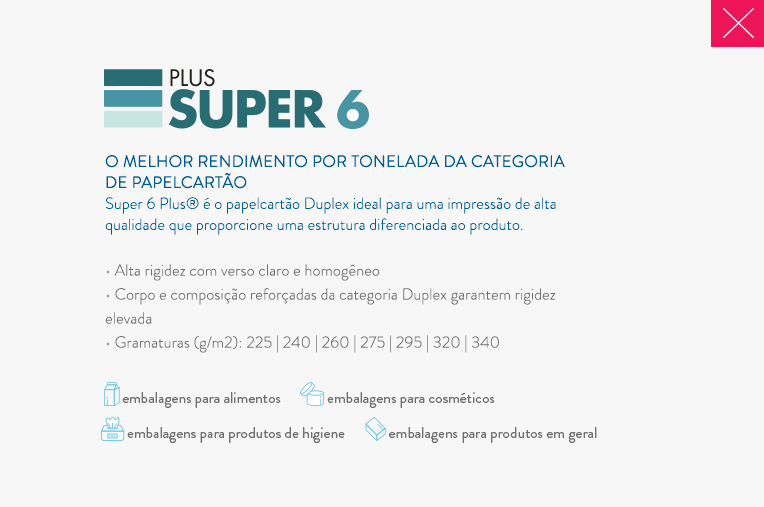 PLUS
SUPER 6
O MELHOR RENDIMENTO POR TONELADA DA CATEGORIA
DE PAPELCARTÃO
Super 6 Plus® é o papelcartão Duplex ideal para uma impressão de alta
qualidade que proporcione uma estrutura diferenciada ao produto.
• Alta rigidez com verso claro e homogêneo
• Corpo e composição reforçadas da categoria Duplex garantem rigidez
elevada
• Gramaturas (g/m2): 225 | 240 | 260 | 275 | 295 | 320 | 340
embalagens para alimentos embalagens para cosméticos
embalagens para produtos de higiene embalagens para produtos em geral